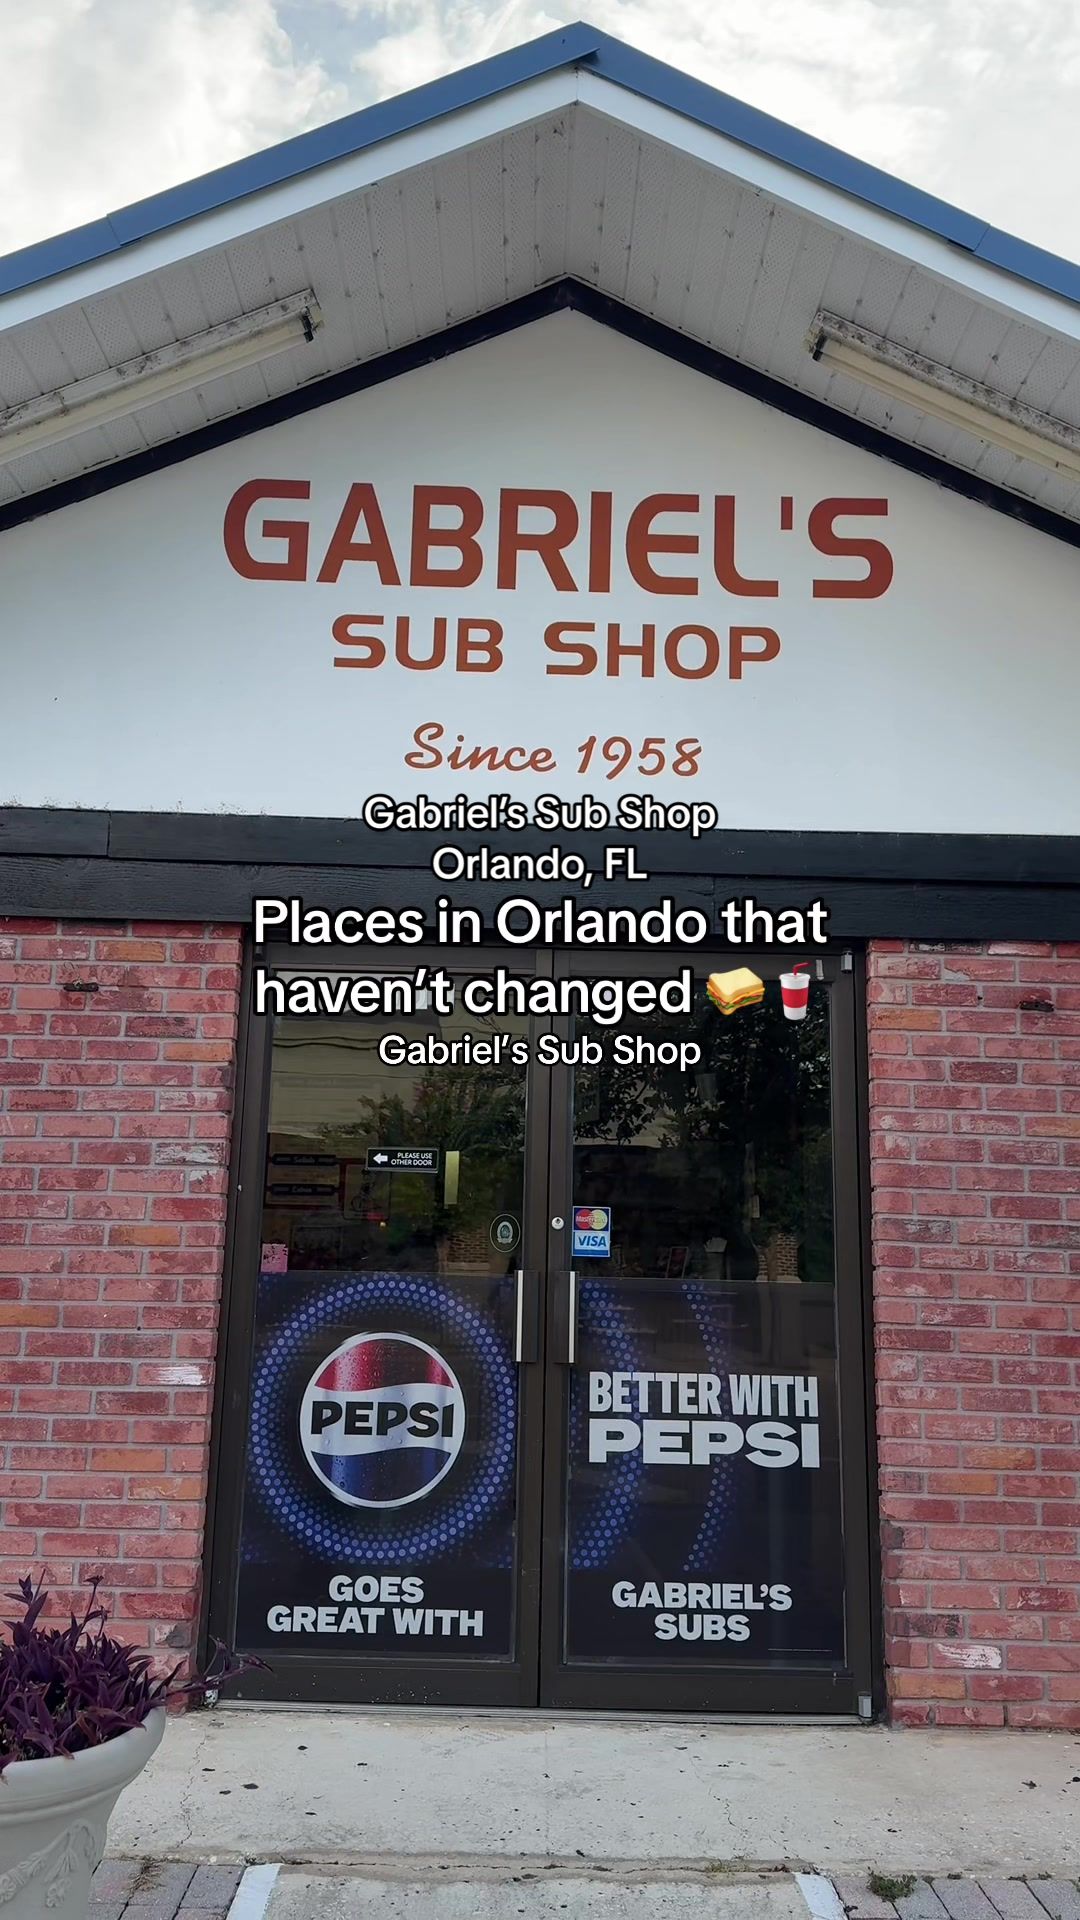 GABRIEL'S
SUB SHOP
Since 1958
Gabriel’s Sub Shop
Orlando, FL
Places in Orlando that
haven’t changed 🥪🥤
Gabriel’s Sub Shop
PLEASE USE
OTHER DOOR
MasterCard
VISA
PEPSI
GOES
GREAT WITH
BETTER WITH
PEPSI
GABRIEL'S
SUBS